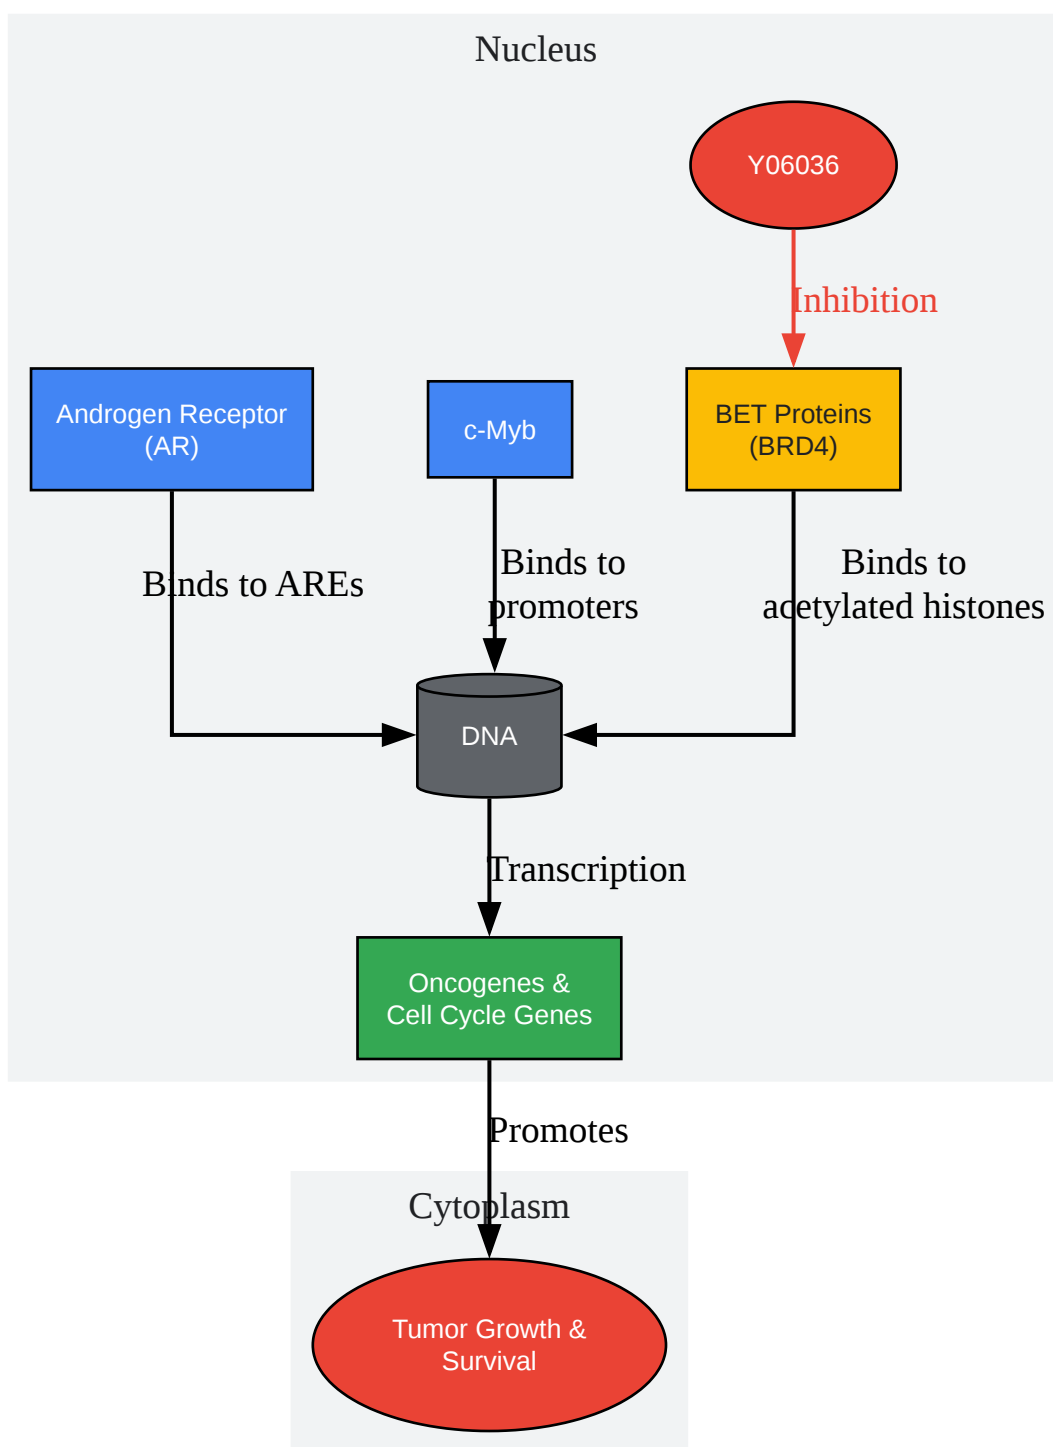 Nucleus
Y06036
Inhibition
Androgen Receptor
(AR)
c-Myb
BET Proteins
(BRD4)
Binds to AREs
Binds to
promoters
Binds to
acetylated histones
DNA
Transcription
Oncogenes &
Cell Cycle Genes
Promotes
Cytoplasm
Tumor Growth &
Survival